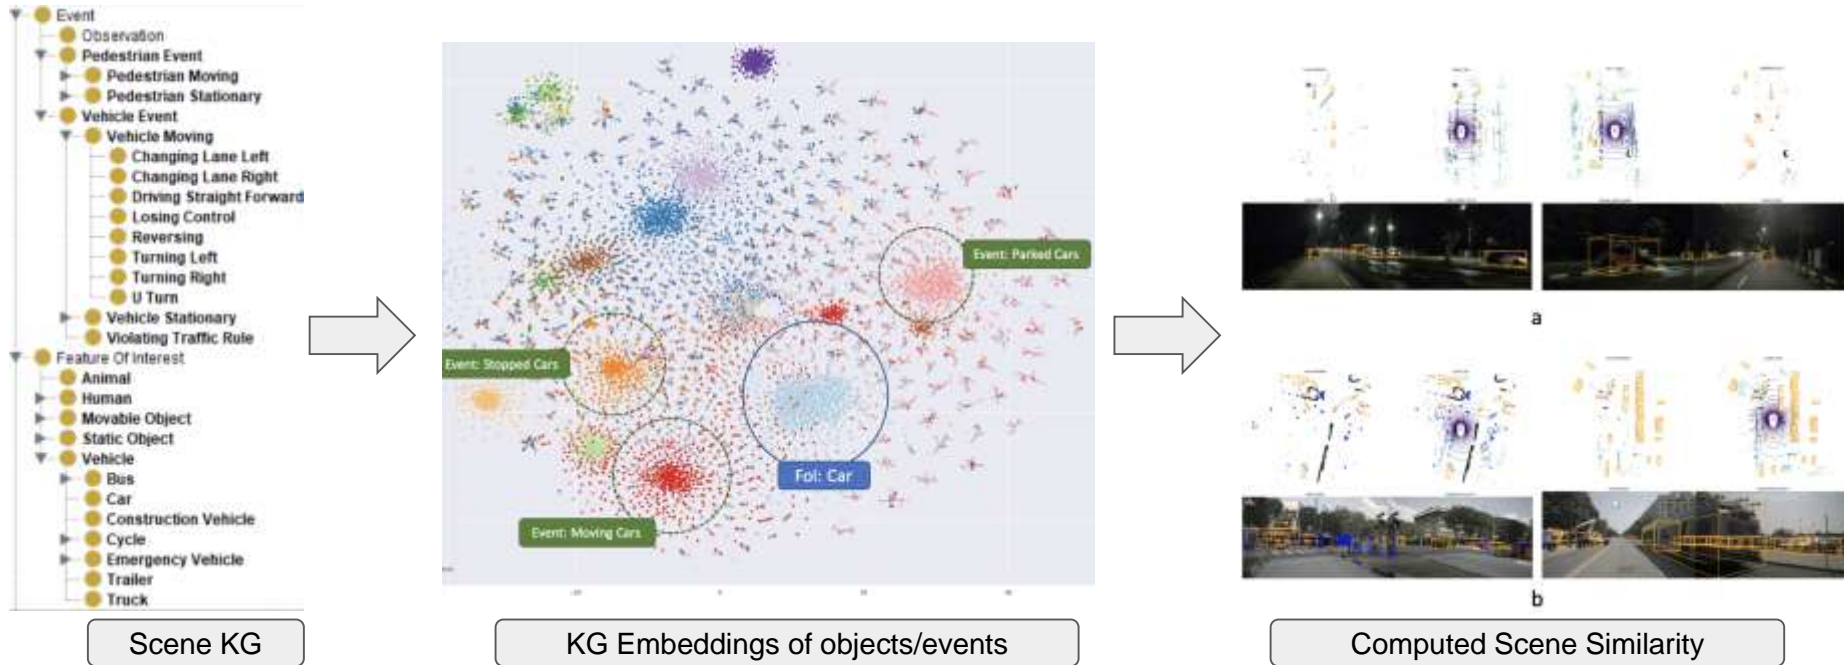 Event
Observation
Pedestrian Event
Pedestrian Moving
Pedestrian Stationary
Vehicle Event
Vehicle Moving
Changing Lane Left
Changing Lane Right
Driving Straight Forward
Losing Control
Reversing
Turning Left
Turning Right
U Turn
Vehicle Stationary
Violating Traffic Rule
Feature Of Interest
Animal
Human
Movable Object
Static Object
Vehicle
Bus
Car
Construction Vehicle
Cycle
Emergency Vehicle
Trailer
Truck
Scene KG
Event: Parked Cars
Event: Stopped Cars
FoI: Car
Event: Moving Cars
KG Embeddings of objects/events
a
b
Computed Scene Similarity